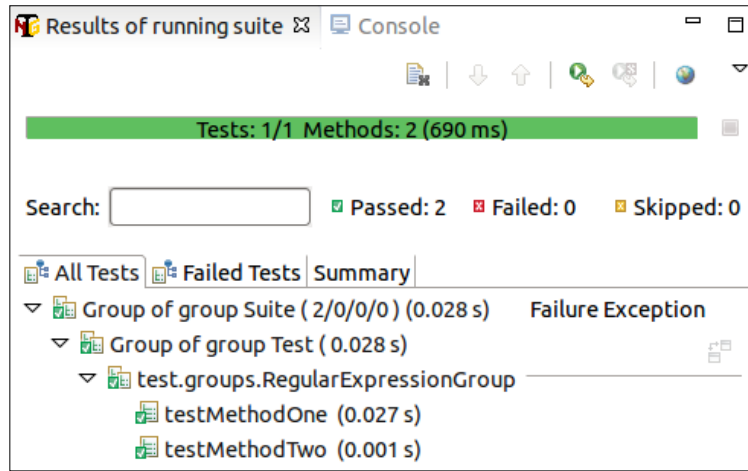 Results of running suite Console
Tests: 1/1 Methods: 2 (690 ms)
Search: Passed: 2 Failed: 0 Skipped: 0
All Tests Failed Tests Summary
Group of group Suite ( 2/0/0/0 ) (0.028 s) Failure Exception
Group of group Test ( 0.028 s)
test.groups.RegularExpressionGroup
testMethodOne (0.027 s)
testMethodTwo (0.001 s)